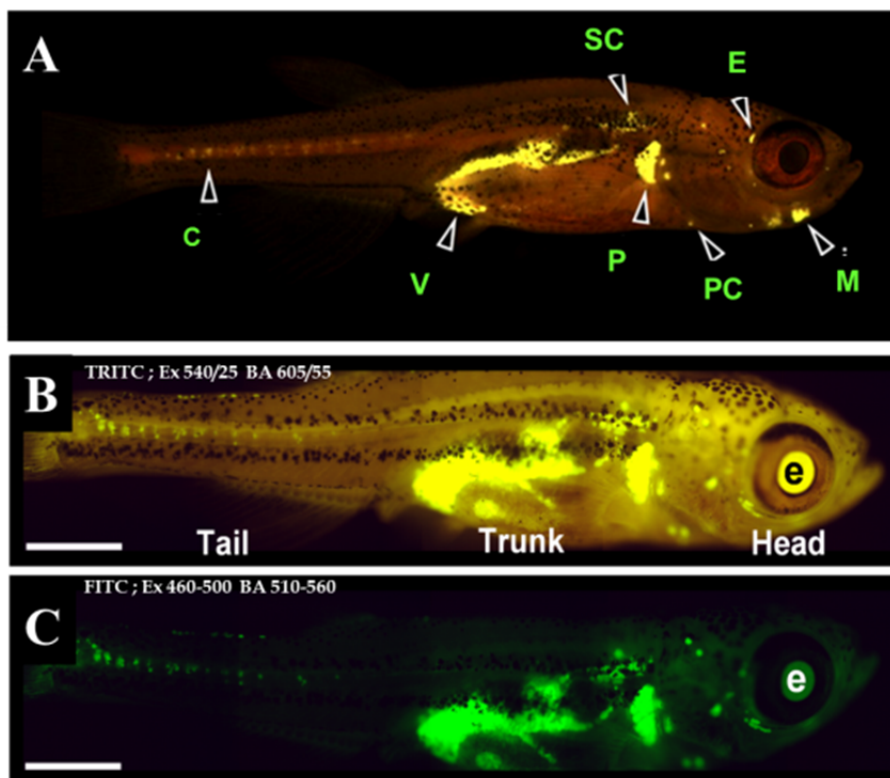 A
SC
E
C
V
P
PC
M
B
TRITC ; Ex 540/25 BA 605/55
e
Tail Trunk Head
C
FITC ; Ex 460-500 BA 510-560
e